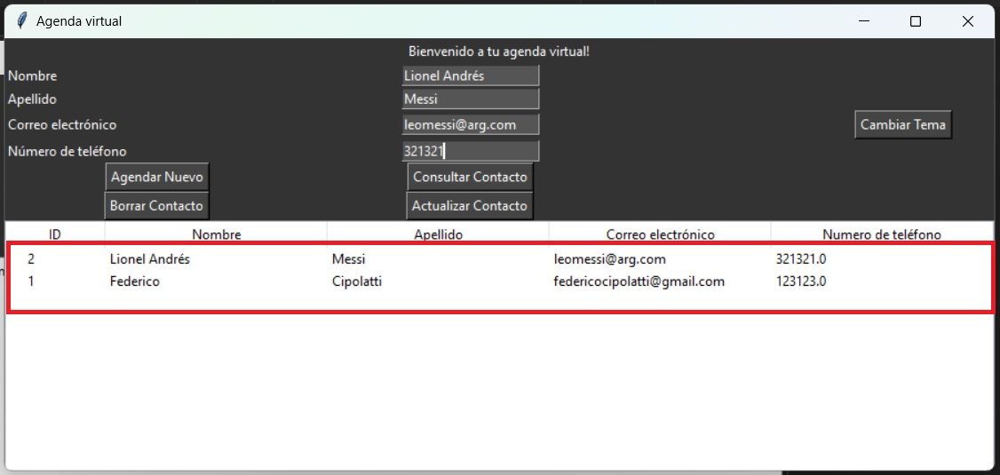 Agenda virtual
Bienvenido a tu agenda virtual!
Nombre Lionel Andrés
Apellido Messi
Correo electrónico leomessi@arg.com Cambiar Tema
Número de teléfono 321321
Agendar Nuevo Consultar Contacto
Borrar Contacto Actualizar Contacto
ID Nombre Apellido Correo electrónico Numero de teléfono
2 Lionel Andrés Messi leomessi@arg.com 321321.0
1 Federico Cipolatti federicocipolatti@gmail.com 123123.0